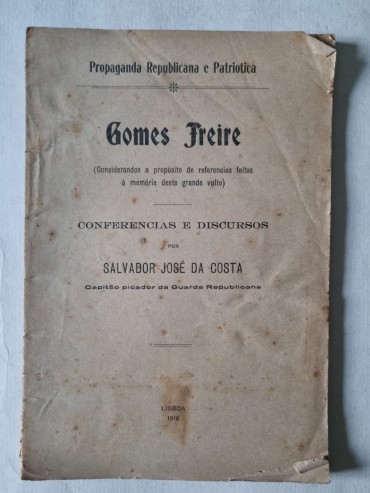 Propaganda Republicana e Patriotica
Gomes Freire
(Considerandos a propósito de referencias feitas
à memória deste grande vulto)
CONFERENCIAS E DISCURSOS
POR
SALVADOR JOSÉ DA COSTA
Capitão picador da Guarda Republicana
LISBOA